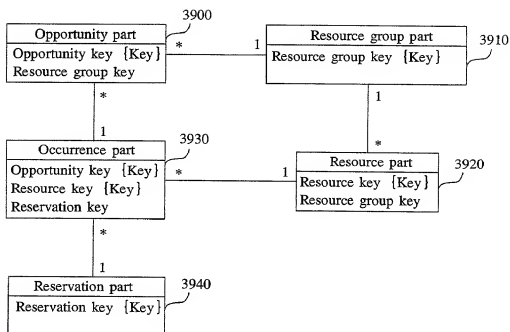 3900
Opportunity part
Opportunity key {Key}
Resource group key
* 1
Resource group part
Resource group key {Key}
3910
*
1
1
*
Occurrence part
3930
Opportunity key {Key}
Resource key {Key}
Reservation key
* 1
Resource part
Resource key {Key}
Resource group key
3920
*
1
Reservation part
3940
Reservation key {Key}